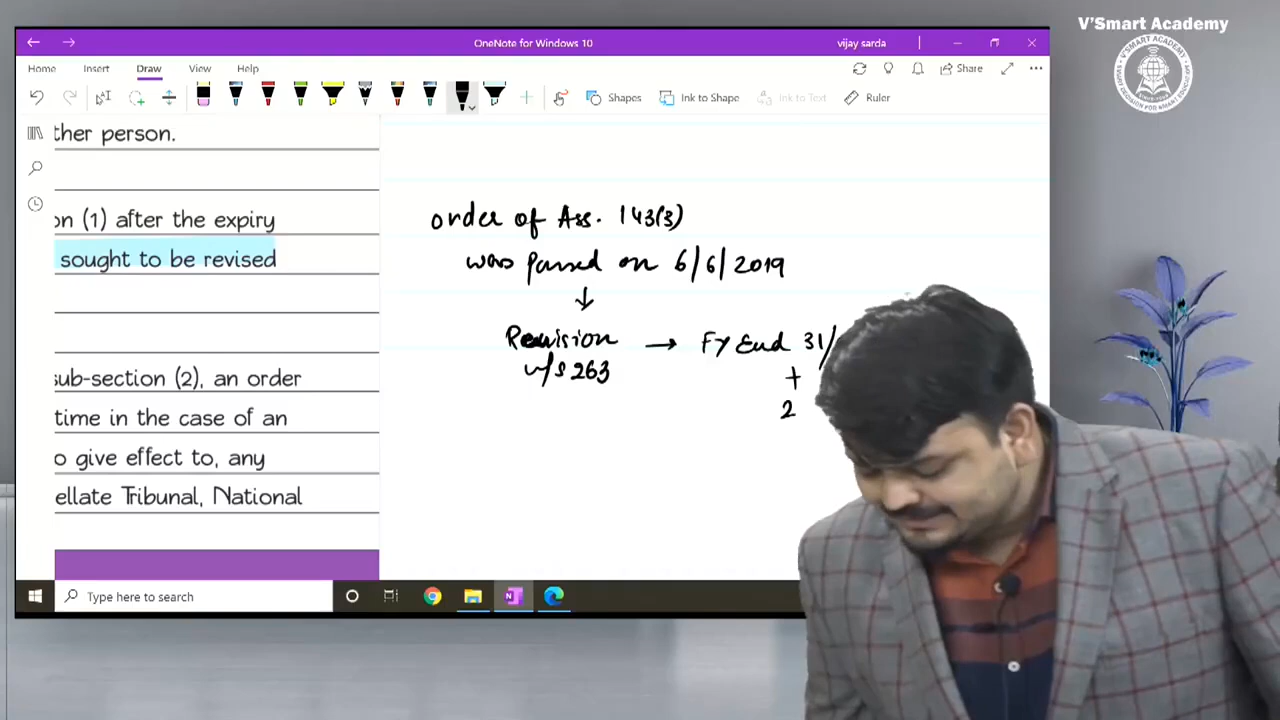 V'Smart Academy
OneNote for Windows 10
vijay sarda
Home Insert Draw View Help
Share
Shapes Ink to Shape Ink to Text Ruler
ther person.
on (1) after the expiry
sought to be revised
sub-section (2), an order
time in the case of an
o give effect to, any
ellate Tribunal, National
order of Ass. 143(3)
was passed on 6/6/2019
↓
Revision → Fy End 31/
u/s 263
+
2
Type here to search